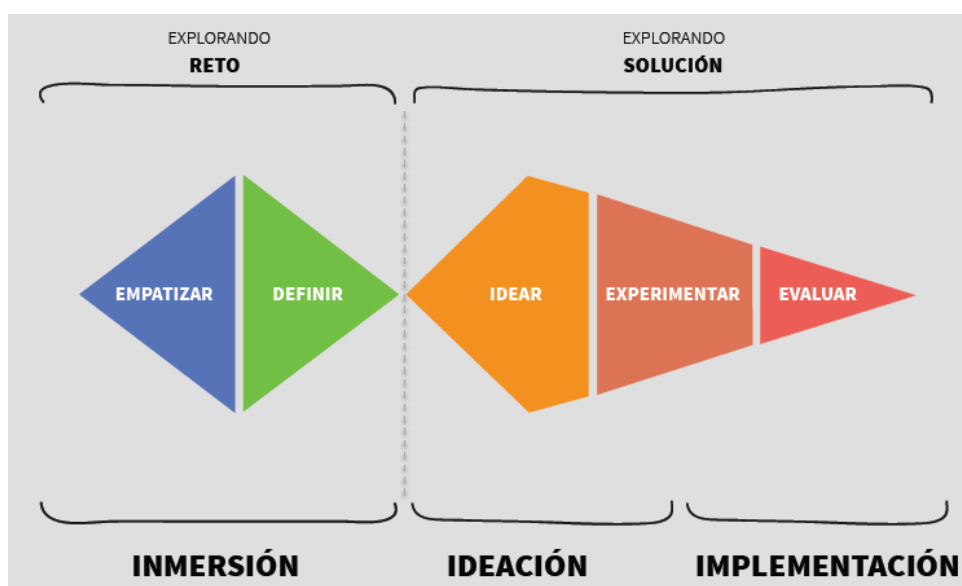 EXPLORANDO
RETO
EXPLORANDO
SOLUCIÓN
EMPATIZAR
DEFINIR
IDEAR
EXPERIMENTAR
EVALUAR
INMERSIÓN
IDEACIÓN
IMPLEMENTACIÓN